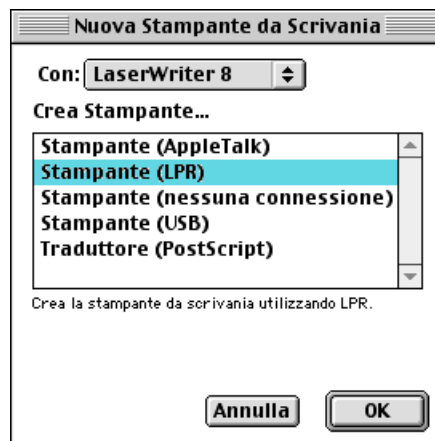 Nuova Stampante da Scrivania
Con: LaserWriter 8
Crea Stampante...
Stampante (AppleTalk)
Stampante (LPR)
Stampante (nessuna connessione)
Stampante (USB)
Traduttore (PostScript)
Crea la stampante da scrivania utilizzando LPR.
Annulla OK